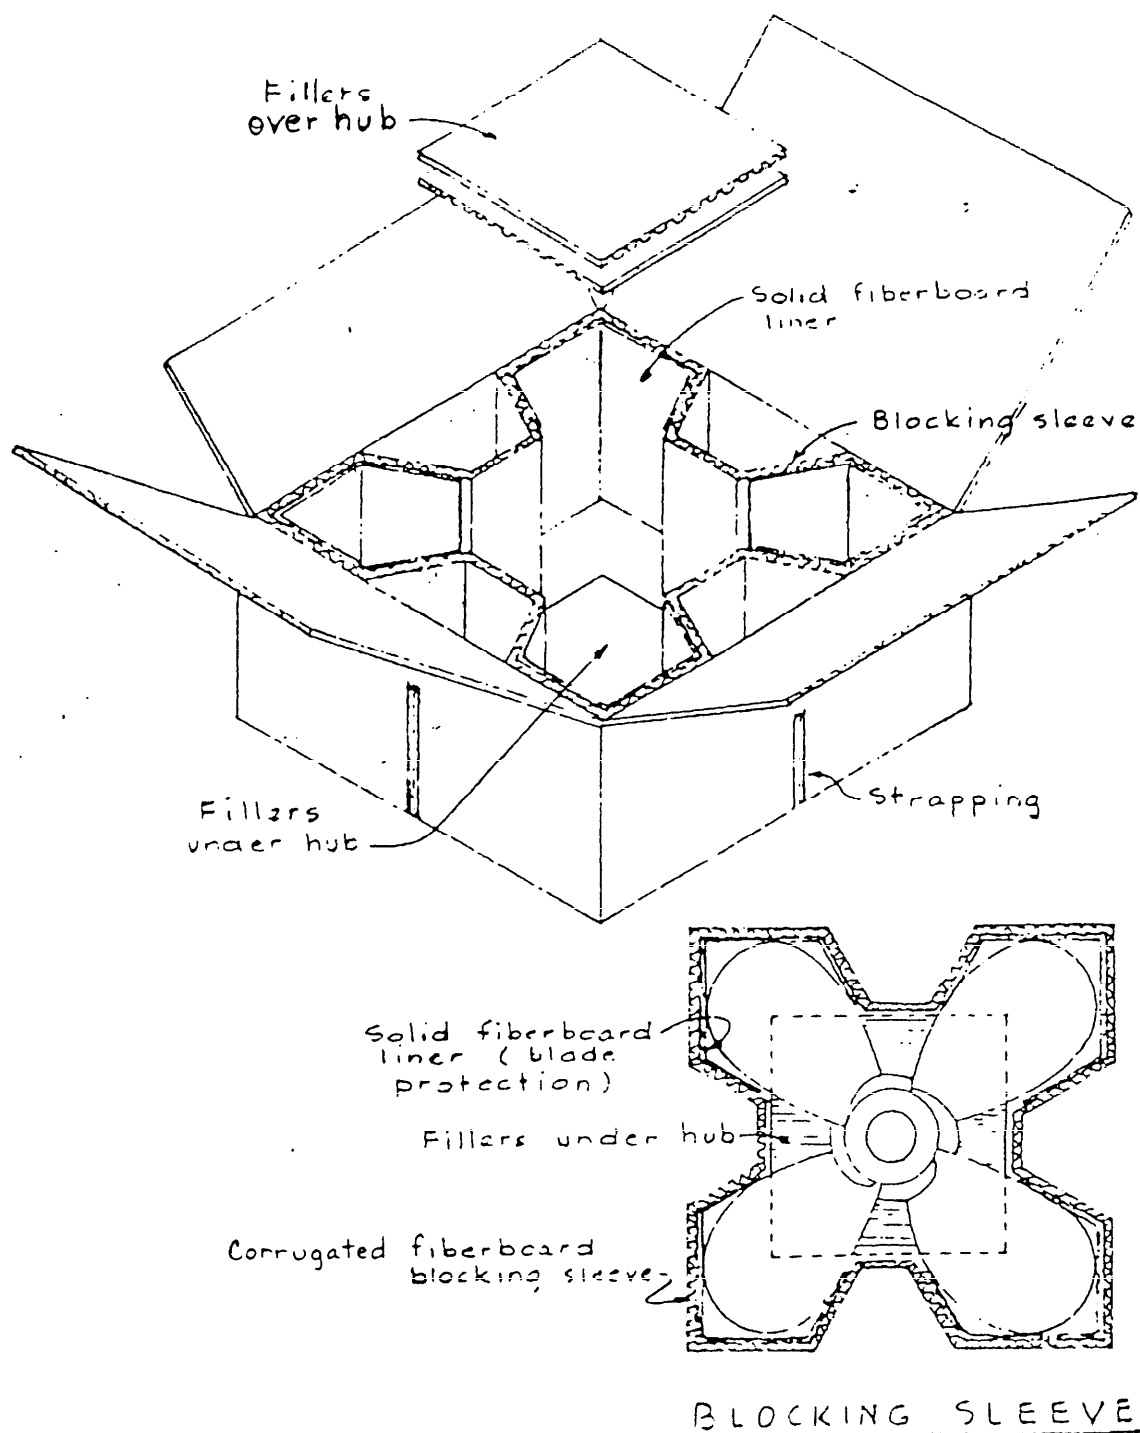 Fillers
over hub
Solid fiberboard
liner
Blocking sleeve
Fillers
under hub
Strapping
Solid fiberboard
liner (blade
protection)
Fillers under hub
Corrugated fiberboard
blocking sleeve
BLOCKING SLEEVE